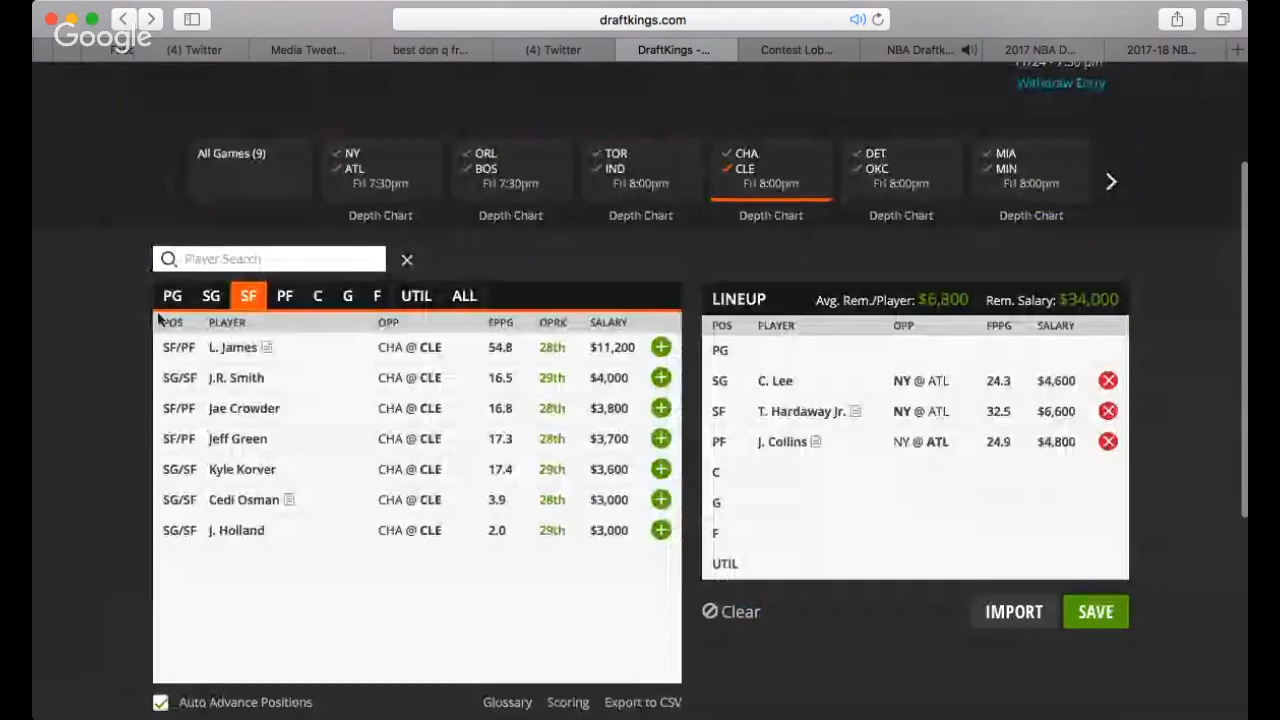 draftkings.com
Google
(4) Twitter
Media Tweet...
best don q fr...
(4) Twitter
DraftKings -...
Contest Lob...
NBA Draftk...
2017 NBA D...
2017-18 NB...
Withdraw Entry
All Games (9)
NY
ATL
Fri 7:30pm
ORL
BOS
Fri 7:30pm
TOR
IND
Fri 8:00pm
CHA
CLE
Fri 8:00pm
DET
OKC
Fri 8:00pm
MIA
MIN
Fri 8:00pm
Depth Chart Depth Chart Depth Chart Depth Chart Depth Chart Depth Chart
Player Search
PG SG SF PF C G F UTIL ALL
POS PLAYER OPP FPPG OPRK SALARY
SF/PF L. James CHA @ CLE 54.8 28th $11,200
SG/SF J.R. Smith CHA @ CLE 16.5 29th $4,000
SF/PF Jae Crowder CHA @ CLE 16.8 28th $3,800
SF/PF Jeff Green CHA @ CLE 17.3 28th $3,700
SG/SF Kyle Korver CHA @ CLE 17.4 29th $3,600
SG/SF Cedi Osman CHA @ CLE 3.9 28th $3,000
SG/SF J. Holland CHA @ CLE 2.0 29th $3,000
Auto Advance Positions
Glossary Scoring Export to CSV
LINEUP Avg. Rem./Player: $6,800 Rem. Salary: $34,000
POS PLAYER OPP FPPG SALARY
PG
SG C. Lee NY @ ATL 24.3 $4,600
SF T. Hardaway Jr. NY @ ATL 32.5 $6,600
PF J. Collins NY @ ATL 24.9 $4,800
C
G
F
UTIL
Clear
IMPORT
SAVE